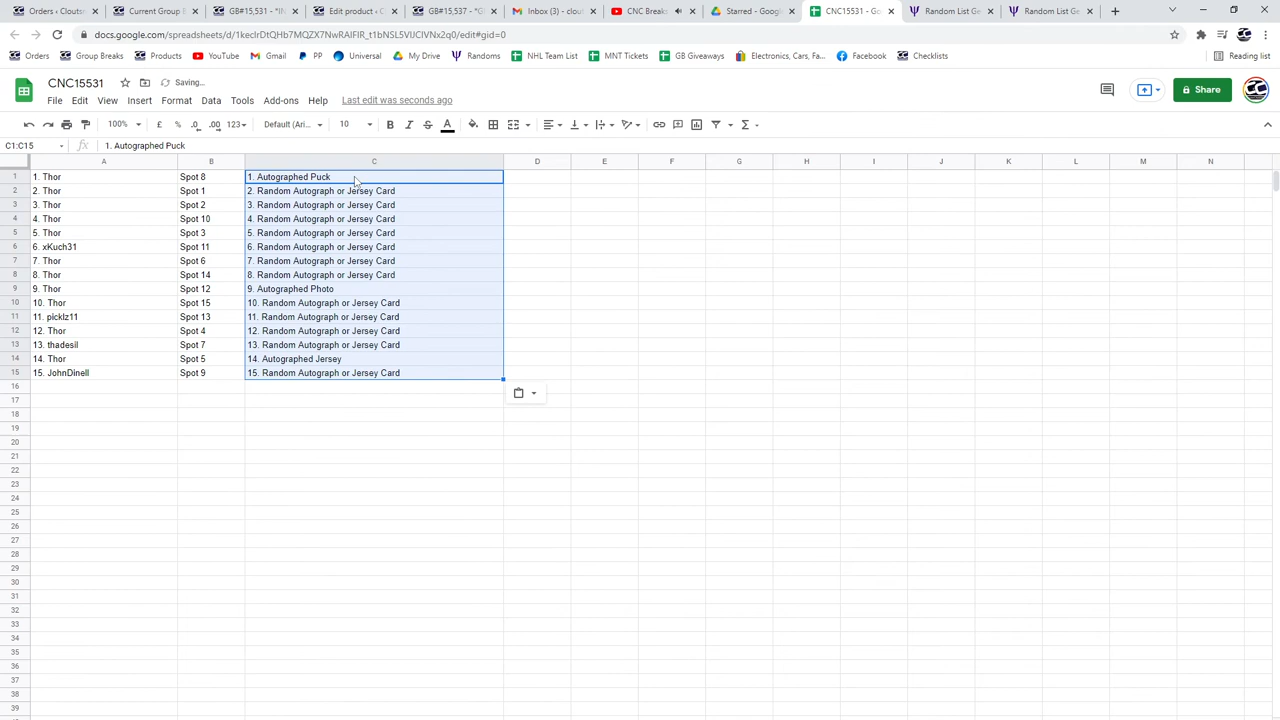 Orders < Clouts
Current Group
GB#15,531 - *IN
Edit product < C
GB#15,537 - *G
Inbox (3) - clou
CNC Break
Starred - Googl
CNC15531 - Go
Random List Ge
Random List Ge
docs.google.com/spreadsheets/d/1keclrDtQHb7MQZX7NwRAIFIR_t1bNSL5VIJClVNx2q0/edit#gid=0
Orders Group Breaks Products YouTube Gmail PP Universal My Drive Randoms NHL Team List MNT Tickets GB Giveaways Electronics, Cars, Fa... Facebook Checklists Reading list
CNC15531 Saving...
File Edit View Insert Format Data Tools Add-ons Help Last edit was seconds ago
Share
100% £ % .0 .00 123 Default (Ari... 10 B I S A
C1:C15 fx 1. Autographed Puck
A B C D E F G H I J K L M N
1 1. Thor Spot 8 1. Autographed Puck
2 2. Thor Spot 1 2. Random Autograph or Jersey Card
3 3. Thor Spot 2 3. Random Autograph or Jersey Card
4 4. Thor Spot 10 4. Random Autograph or Jersey Card
5 5. Thor Spot 3 5. Random Autograph or Jersey Card
6 6. xKuch31 Spot 11 6. Random Autograph or Jersey Card
7 7. Thor Spot 6 7. Random Autograph or Jersey Card
8 8. Thor Spot 14 8. Random Autograph or Jersey Card
9 9. Thor Spot 12 9. Autographed Photo
10 10. Thor Spot 15 10. Random Autograph or Jersey Card
11 11. picklz11 Spot 13 11. Random Autograph or Jersey Card
12 12. Thor Spot 4 12. Random Autograph or Jersey Card
13 13. thadesil Spot 7 13. Random Autograph or Jersey Card
14 14. Thor Spot 5 14. Autographed Jersey
15 15. JohnDinell Spot 9 15. Random Autograph or Jersey Card
16
17
18
19
20
21
22
23
24
25
26
27
28
29
30
31
32
33
34
35
36
37
38
39